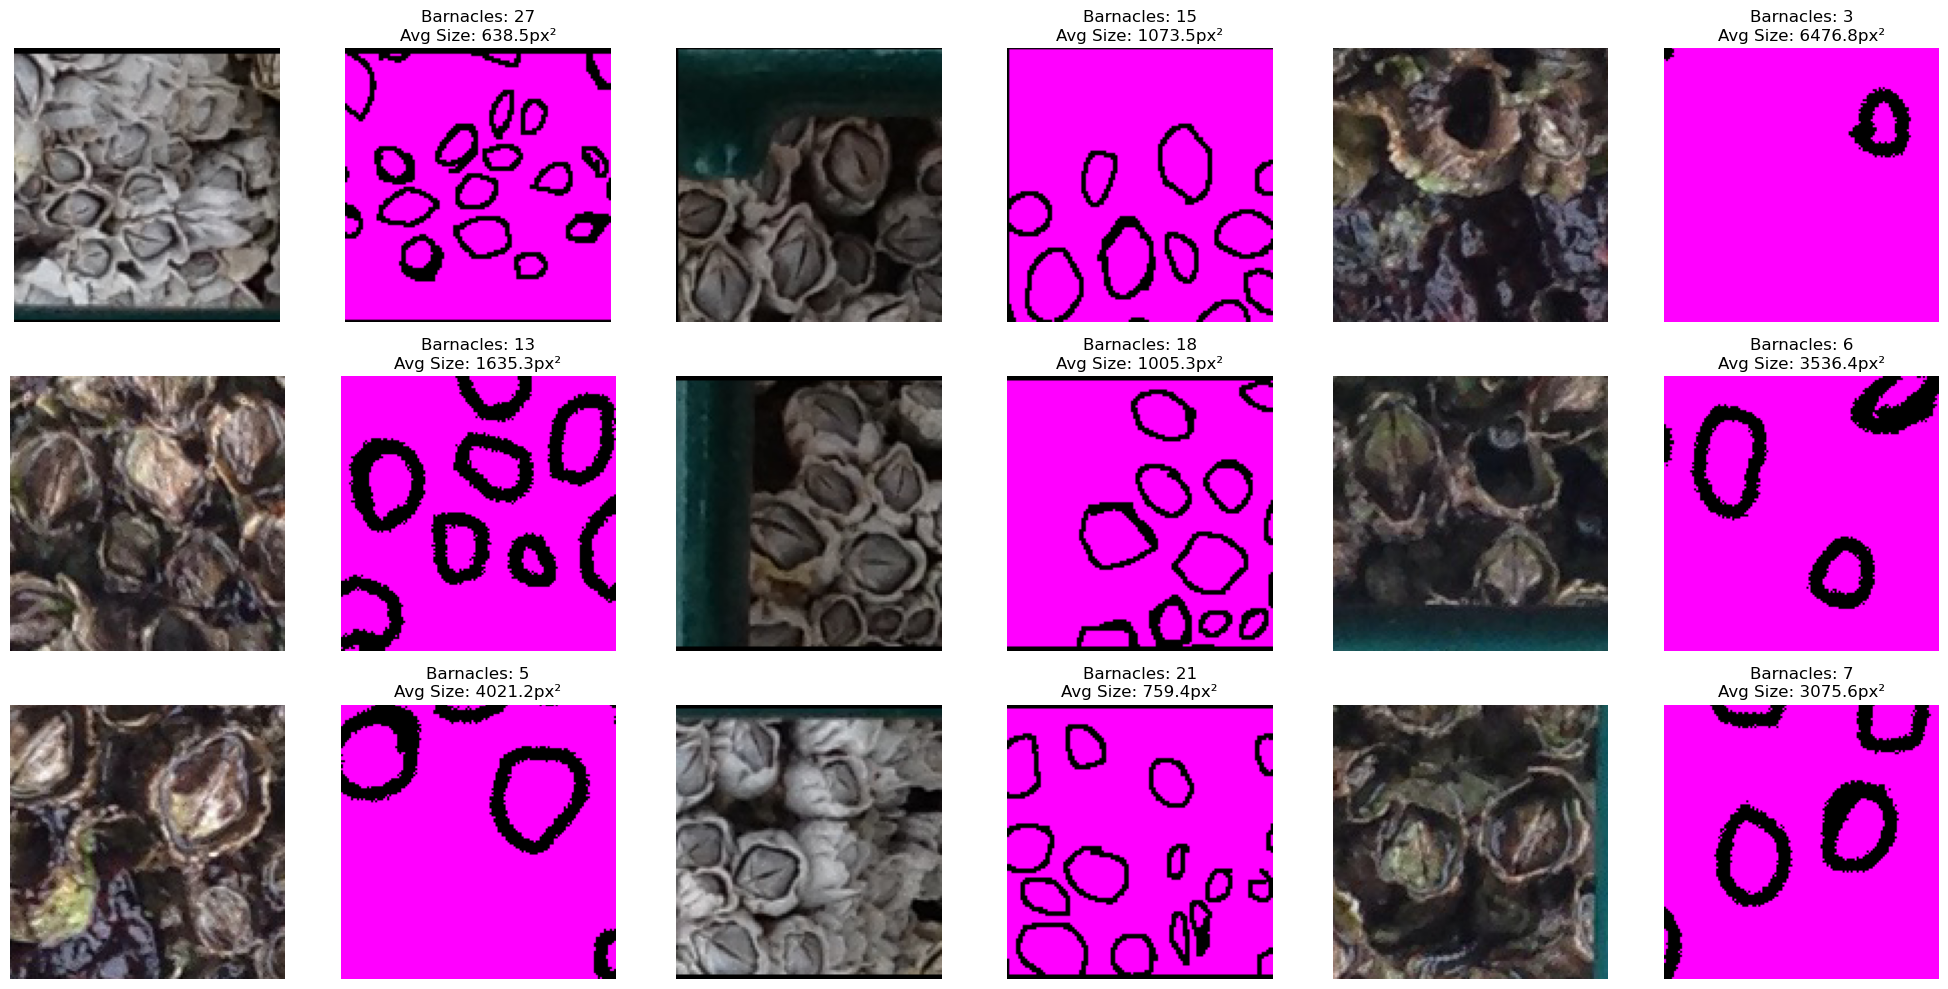 Barnacles: 27
Avg Size: 638.5px²
Barnacles: 15
Avg Size: 1073.5px²
Barnacles: 3
Avg Size: 6476.8px²
Barnacles: 13
Avg Size: 1635.3px²
Barnacles: 18
Avg Size: 1005.3px²
Barnacles: 6
Avg Size: 3536.4px²
Barnacles: 5
Avg Size: 4021.2px²
Barnacles: 21
Avg Size: 759.4px²
Barnacles: 7
Avg Size: 3075.6px²